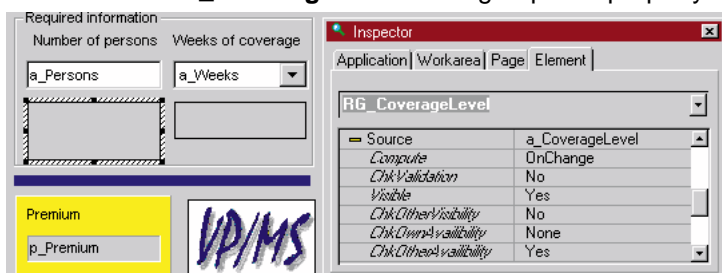 _
Required information
Number of persons Weeks of coverage
a_Persons a_Weeks
Premium
p_Premium
VP/MS
Inspector
Application Workarea Page Element
RG_CoverageLevel
Source a_CoverageLevel
Compute OnChange
ChkValidation No
Visible Yes
ChkOtherVisibility No
ChkOwnAvailibility None
ChkOtherAvailibility Yes